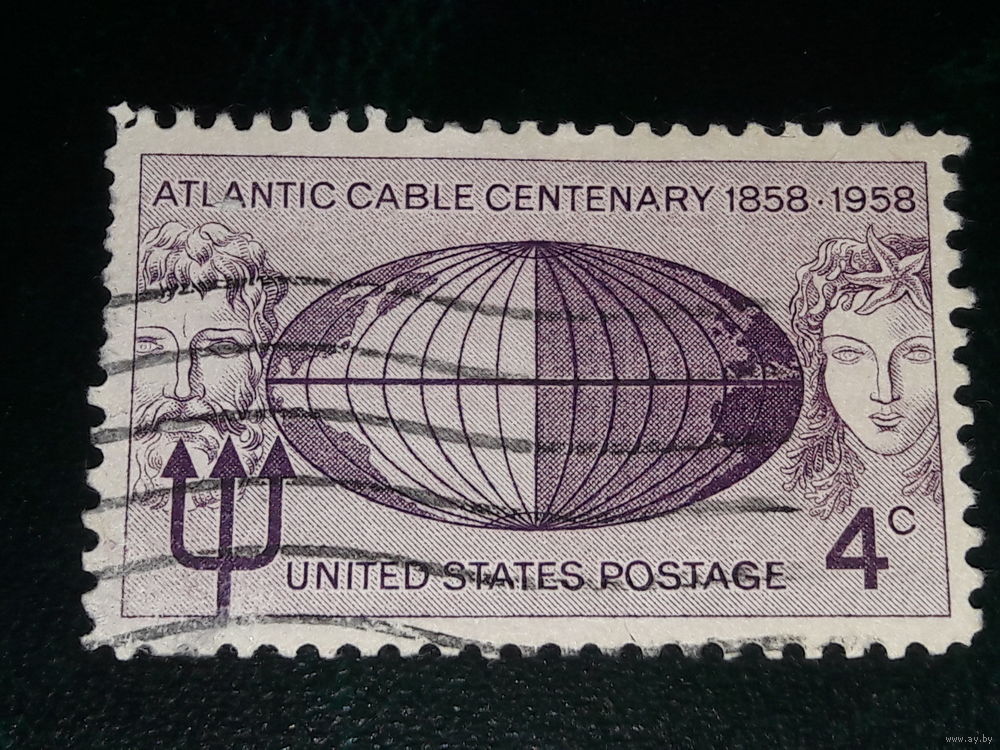 ATLANTIC CABLE CENTENARY 1858 · 1958
4c
UNITED STATES POSTAGE
www.ay.by